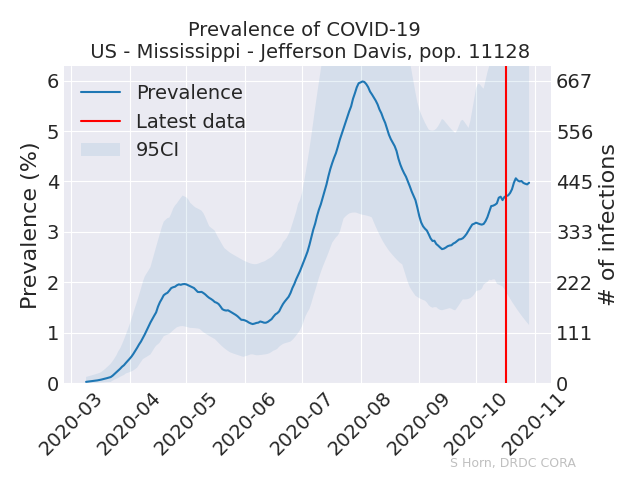 Prevalence of COVID-19
US - Mississippi - Jefferson Davis, pop. 11128
Prevalence
Latest data
95CI
Prevalence (%)
6
5
4
3
2
1
0
667
556
445
333
222
111
0
# of infections
2020-03
2020-04
2020-05
2020-06
2020-07
2020-08
2020-09
2020-10
2020-11
S Horn, DRDC CORA